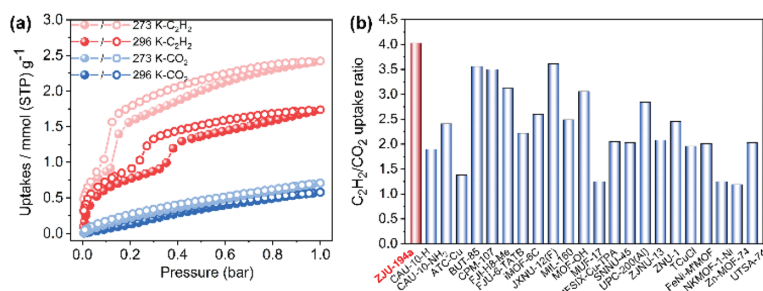 (a)
3.0
2.5
2.0
1.5
1.0
0.5
0.0
Uptakes / mmol (STP) g⁻¹
/ 273 K-C₂H₂
/ 296 K-C₂H₂
/ 273 K-CO₂
/ 296 K-CO₂
0.0 0.2 0.4 0.6 0.8 1.0
Pressure (bar)
(b)
4.5
4.0
3.5
3.0
2.5
2.0
1.5
1.0
0.5
0.0
C₂H₂/CO₂ uptake ratio
ZJU-194a
CAU-10-H
CAU-10-NH₂
ATC-Cu
BUT-85
CPM-107
FJI-H8-Me
FJU-6-TATB
iMOF-6C
JXNU-12(F)
MIL-160
MOF-OH
MUF-17
SIFSIX-Cu-TPA
SNNU-45
UPC-200(Al)
ZJNU-13
ZNU-1
TCuCl
FeNi-M'MOF
NKMOF-1-Ni
Zn-MOF-74
UTSA-74